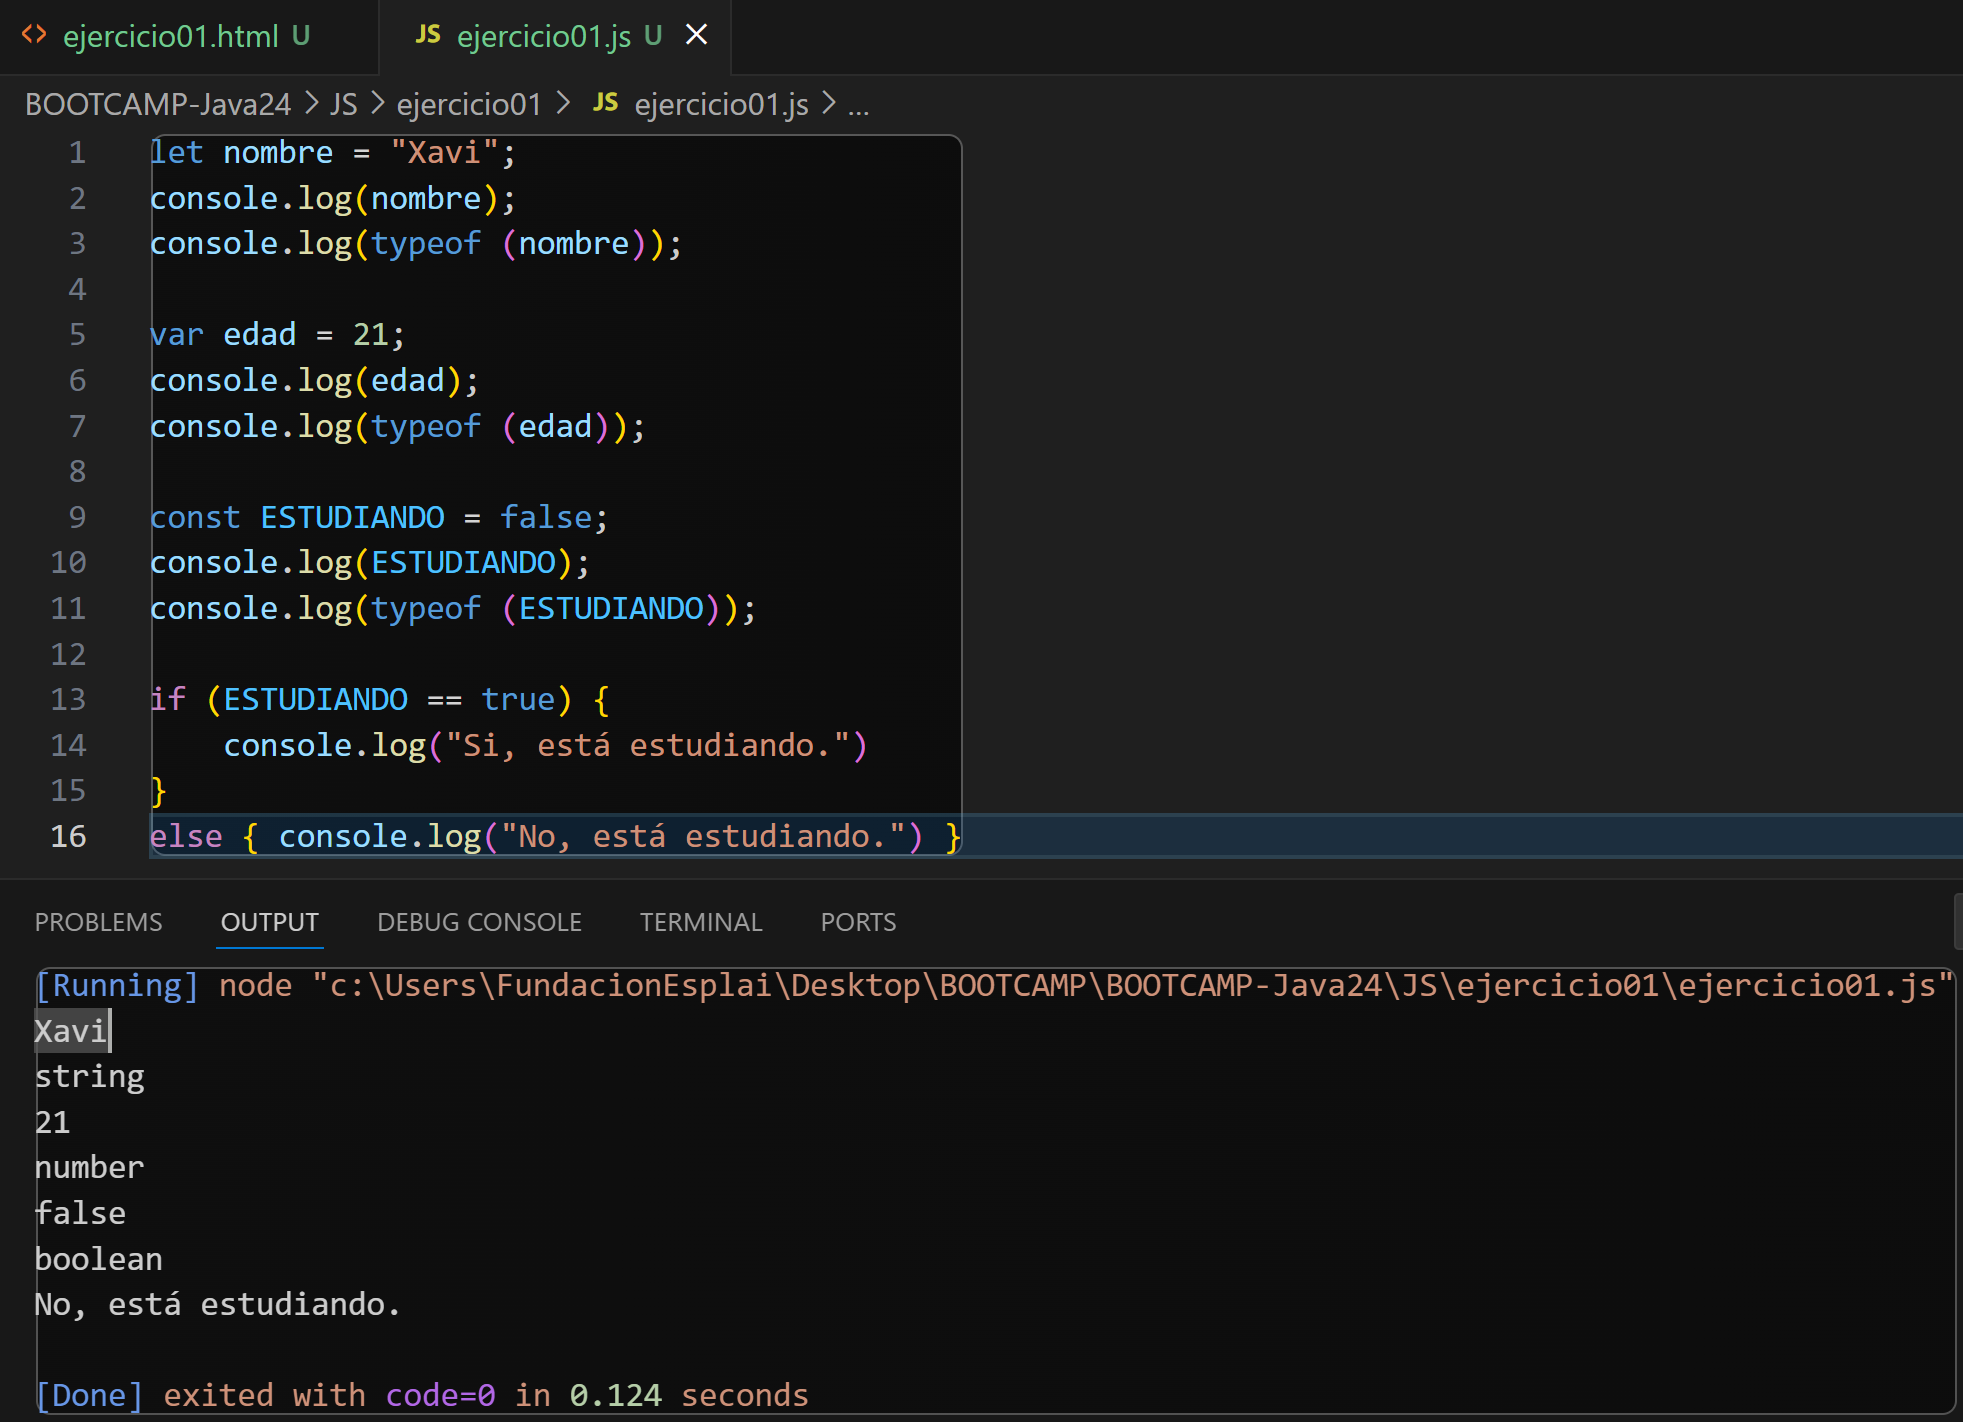 <> ejercicio01.html U JS ejercicio01.js U ×
BOOTCAMP-Java24 > JS > ejercicio01 > JS ejercicio01.js > ...
1 let nombre = "Xavi";
2 console.log(nombre);
3 console.log(typeof (nombre));
4
5 var edad = 21;
6 console.log(edad);
7 console.log(typeof (edad));
8
9 const ESTUDIANDO = false;
10 console.log(ESTUDIANDO);
11 console.log(typeof (ESTUDIANDO));
12
13 if (ESTUDIANDO == true) {
14     console.log("Si, está estudiando.")
15 }
16 else { console.log("No, está estudiando.") }
PROBLEMS OUTPUT DEBUG CONSOLE TERMINAL PORTS
[Running] node "c:\Users\FundacionEsplai\Desktop\BOOTCAMP\BOOTCAMP-Java24\JS\ejercicio01\ejercicio01.js"
Xavi
string
21
number
false
boolean
No, está estudiando.
[Done] exited with code=0 in 0.124 seconds